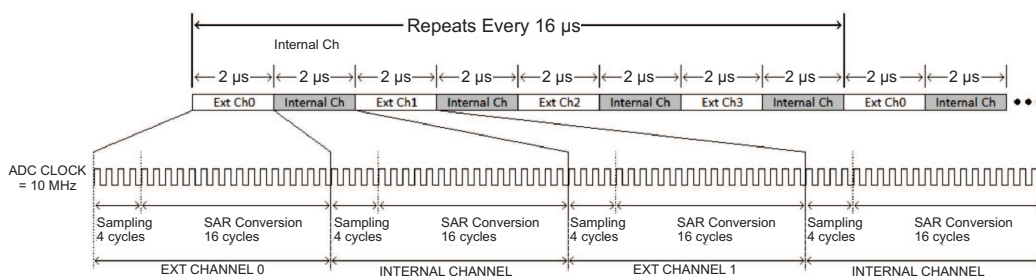 Repeats Every 16 µs
Internal Ch
2 µs 2 µs 2 µs 2 µs 2 µs 2 µs 2 µs 2 µs 2 µs 2 µs
Ext Ch0 Internal Ch Ext Ch1 Internal Ch Ext Ch2 Internal Ch Ext Ch3 Internal Ch Ext Ch0 Internal Ch
ADC CLOCK
= 10 MHz
Sampling SAR Conversion Sampling SAR Conversion Sampling SAR Conversion Sampling SAR Conversion
4 cycles 16 cycles 4 cycles 16 cycles 4 cycles 16 cycles 4 cycles 16 cycles
EXT CHANNEL 0 INTERNAL CHANNEL EXT CHANNEL 1 INTERNAL CHANNEL